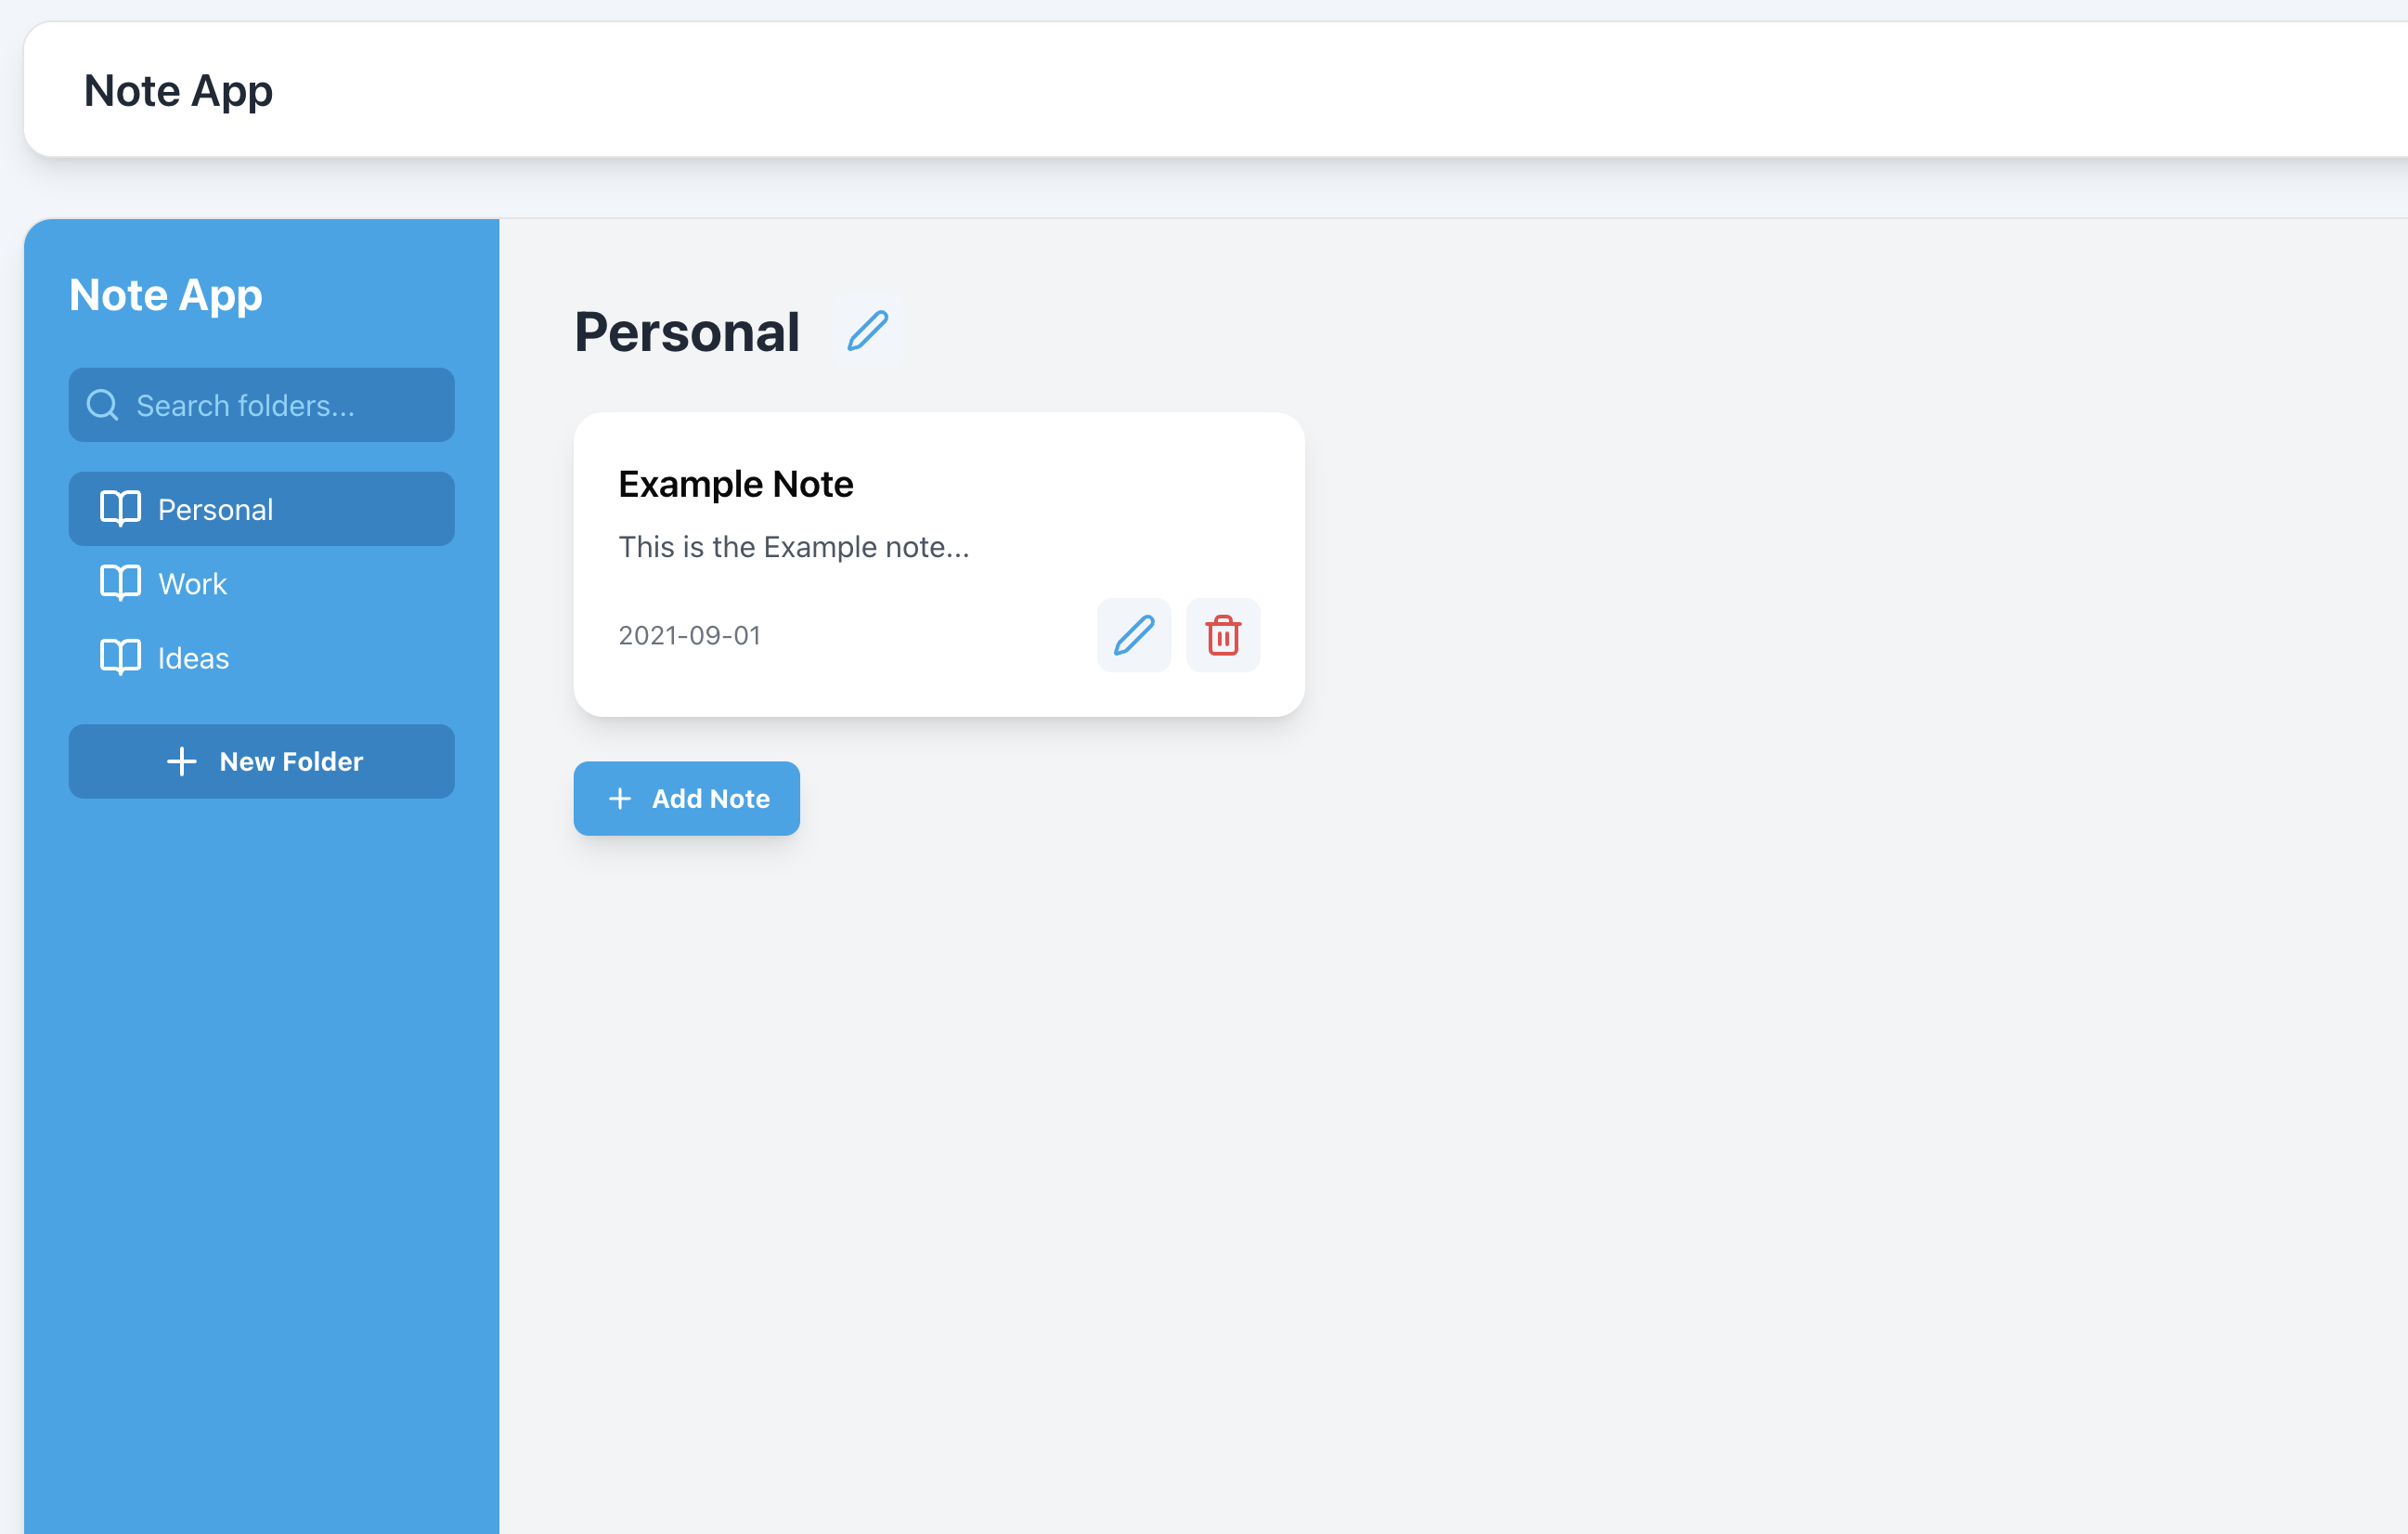 Note App
Note App
Search folders...
Personal
Work
Ideas
New Folder
Personal
Example Note
This is the Example note...
2021-09-01
Add Note